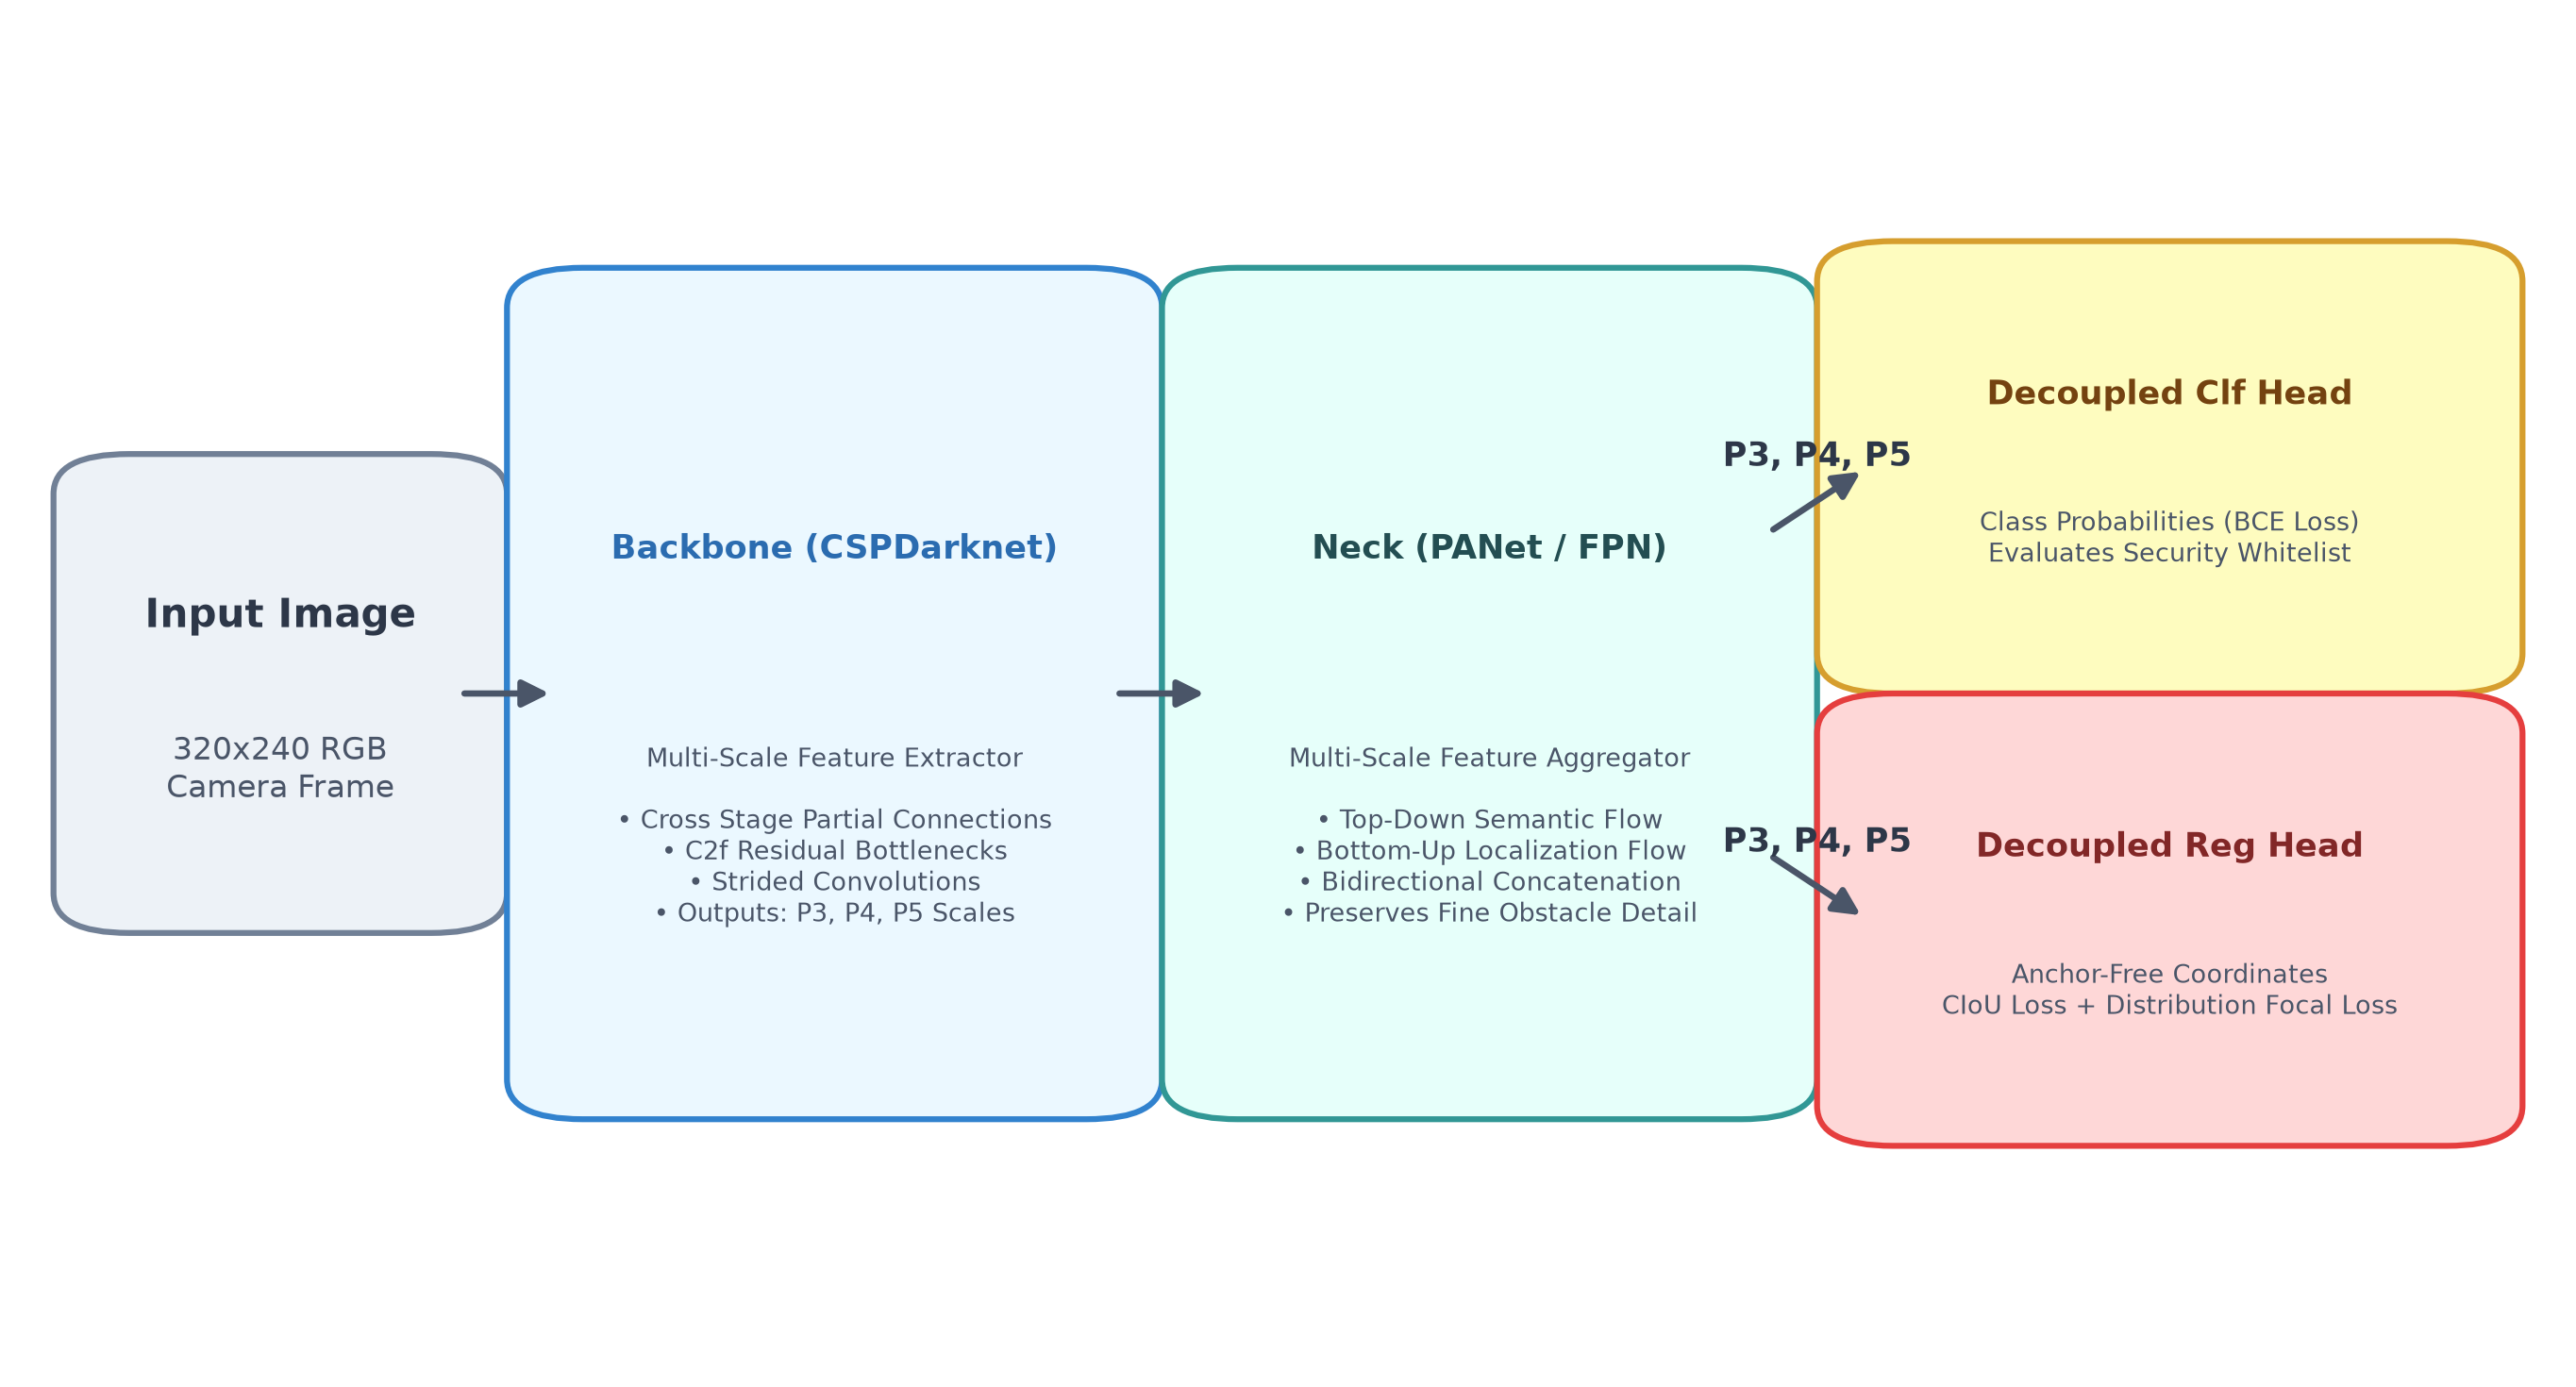 Input Image
320x240 RGB
Camera Frame
Backbone (CSPDarknet)
Multi-Scale Feature Extractor
• Cross Stage Partial Connections
• C2f Residual Bottlenecks
• Strided Convolutions
• Outputs: P3, P4, P5 Scales
Neck (PANet / FPN)
Multi-Scale Feature Aggregator
• Top-Down Semantic Flow
• Bottom-Up Localization Flow
• Bidirectional Concatenation
• Preserves Fine Obstacle Detail
P3, P4, P5
Decoupled Clf Head
Class Probabilities (BCE Loss)
Evaluates Security Whitelist
P3, P4, P5
Decoupled Reg Head
Anchor-Free Coordinates
CIoU Loss + Distribution Focal Loss